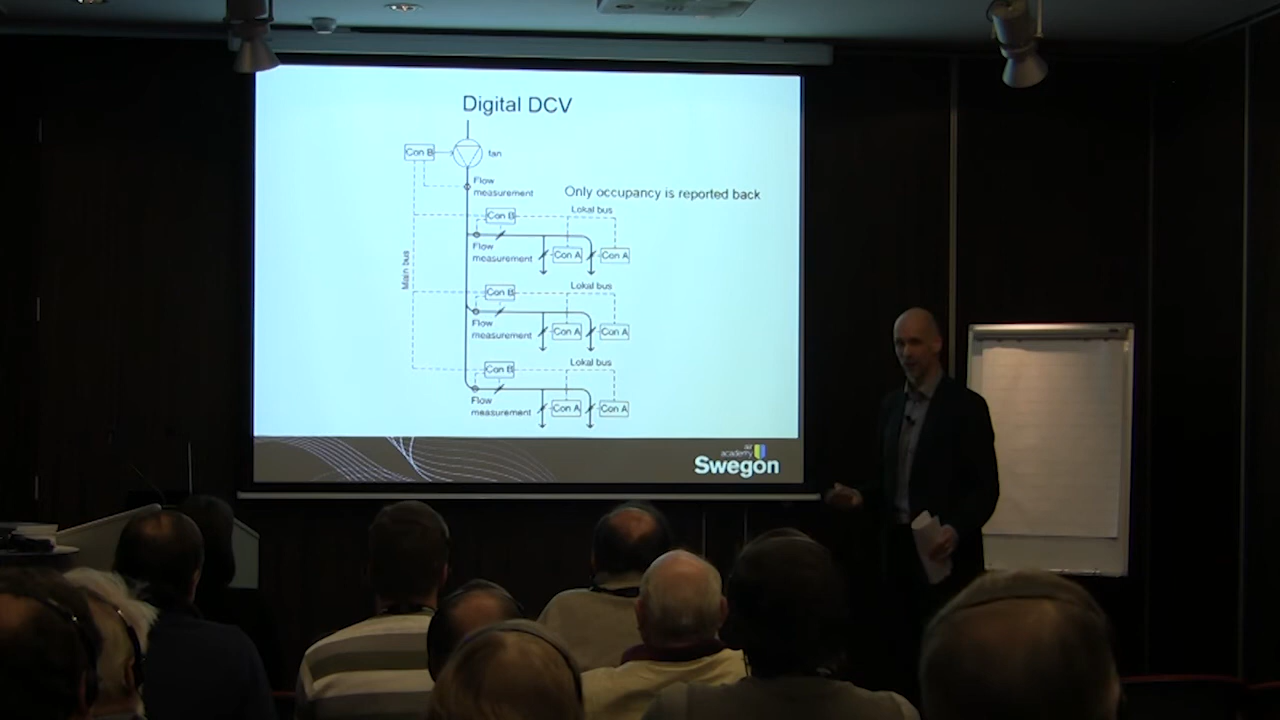 Digital DCV
Con B
fan
Flow
measurement
Only occupancy is reported back
Lokal bus
Con B
Flow
measurement
Con A
Con A
Main bus
Lokal bus
Con B
Flow
measurement
Con A
Con A
Lokal bus
Con B
Flow
measurement
Con A
Con A
air
academy
Swegon